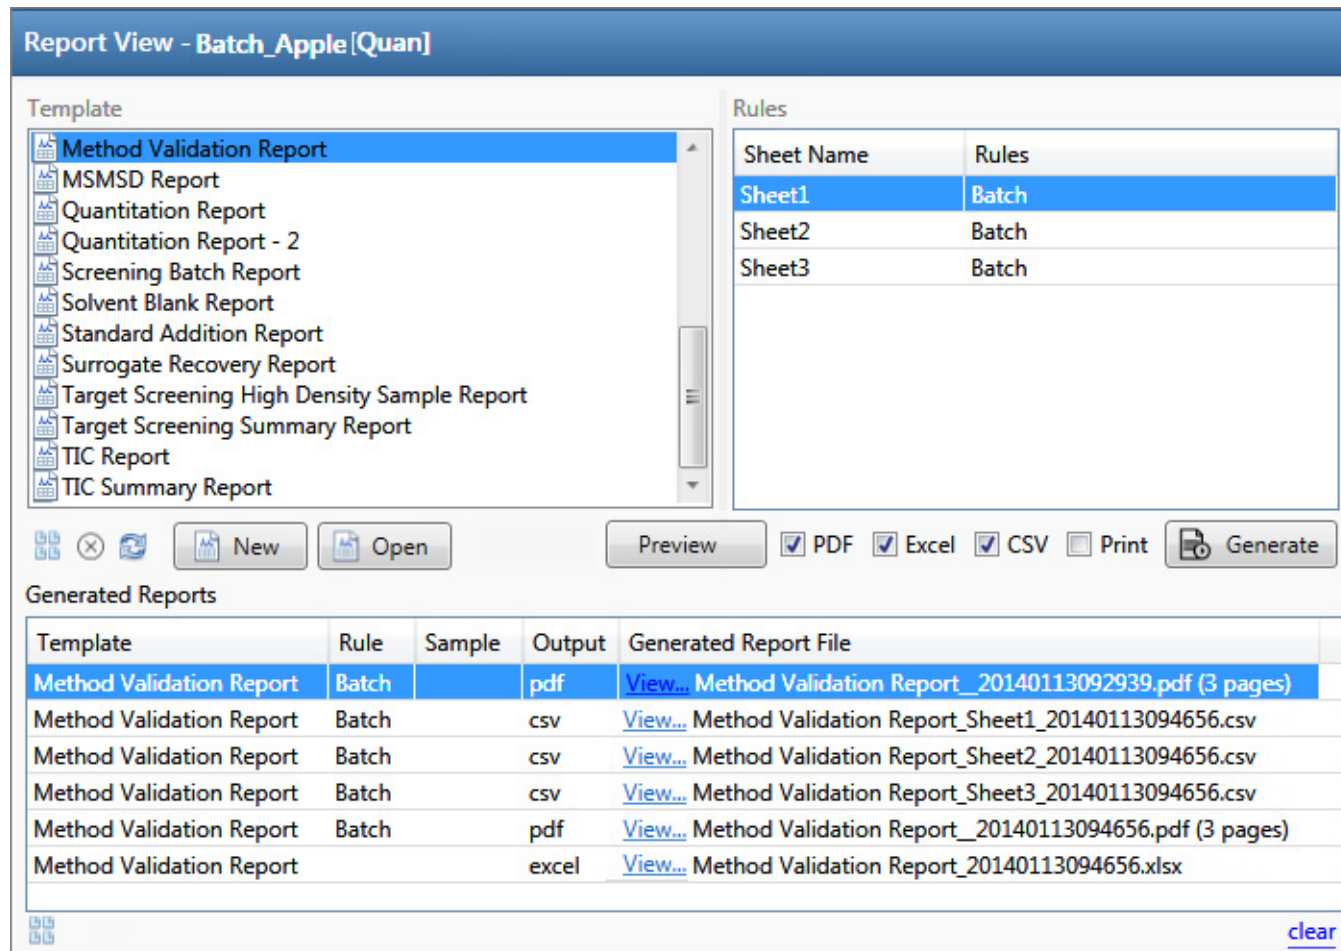 Report View - Batch_Apple[Quan]
Template
Method Validation Report
MSMSD Report
Quantitation Report
Quantitation Report - 2
Screening Batch Report
Solvent Blank Report
Standard Addition Report
Surrogate Recovery Report
Target Screening High Density Sample Report
Target Screening Summary Report
TIC Report
TIC Summary Report
Rules
Sheet Name Rules
Sheet1 Batch
Sheet2 Batch
Sheet3 Batch
New Open Preview PDF Excel CSV Print Generate
Generated Reports
Template Rule Sample Output Generated Report File
Method Validation Report Batch pdf View... Method Validation Report__20140113092939.pdf (3 pages)
Method Validation Report Batch csv View... Method Validation Report_Sheet1_20140113094656.csv
Method Validation Report Batch csv View... Method Validation Report_Sheet2_20140113094656.csv
Method Validation Report Batch csv View... Method Validation Report_Sheet3_20140113094656.csv
Method Validation Report Batch pdf View... Method Validation Report__20140113094656.pdf (3 pages)
Method Validation Report excel View... Method Validation Report_20140113094656.xlsx
clear